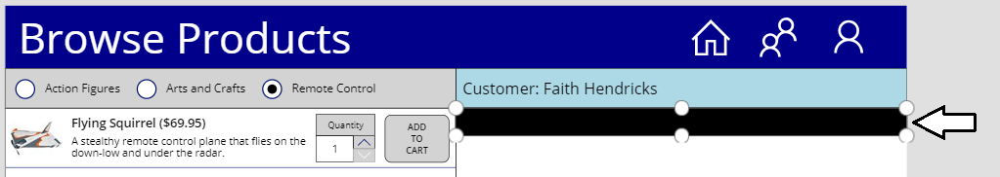 Browse Products
Action Figures Arts and Crafts Remote Control
Customer: Faith Hendricks
Flying Squirrel ($69.95)
A stealthy remote control plane that flies on the
down-low and under the radar.
Quantity
1
ADD
TO
CART